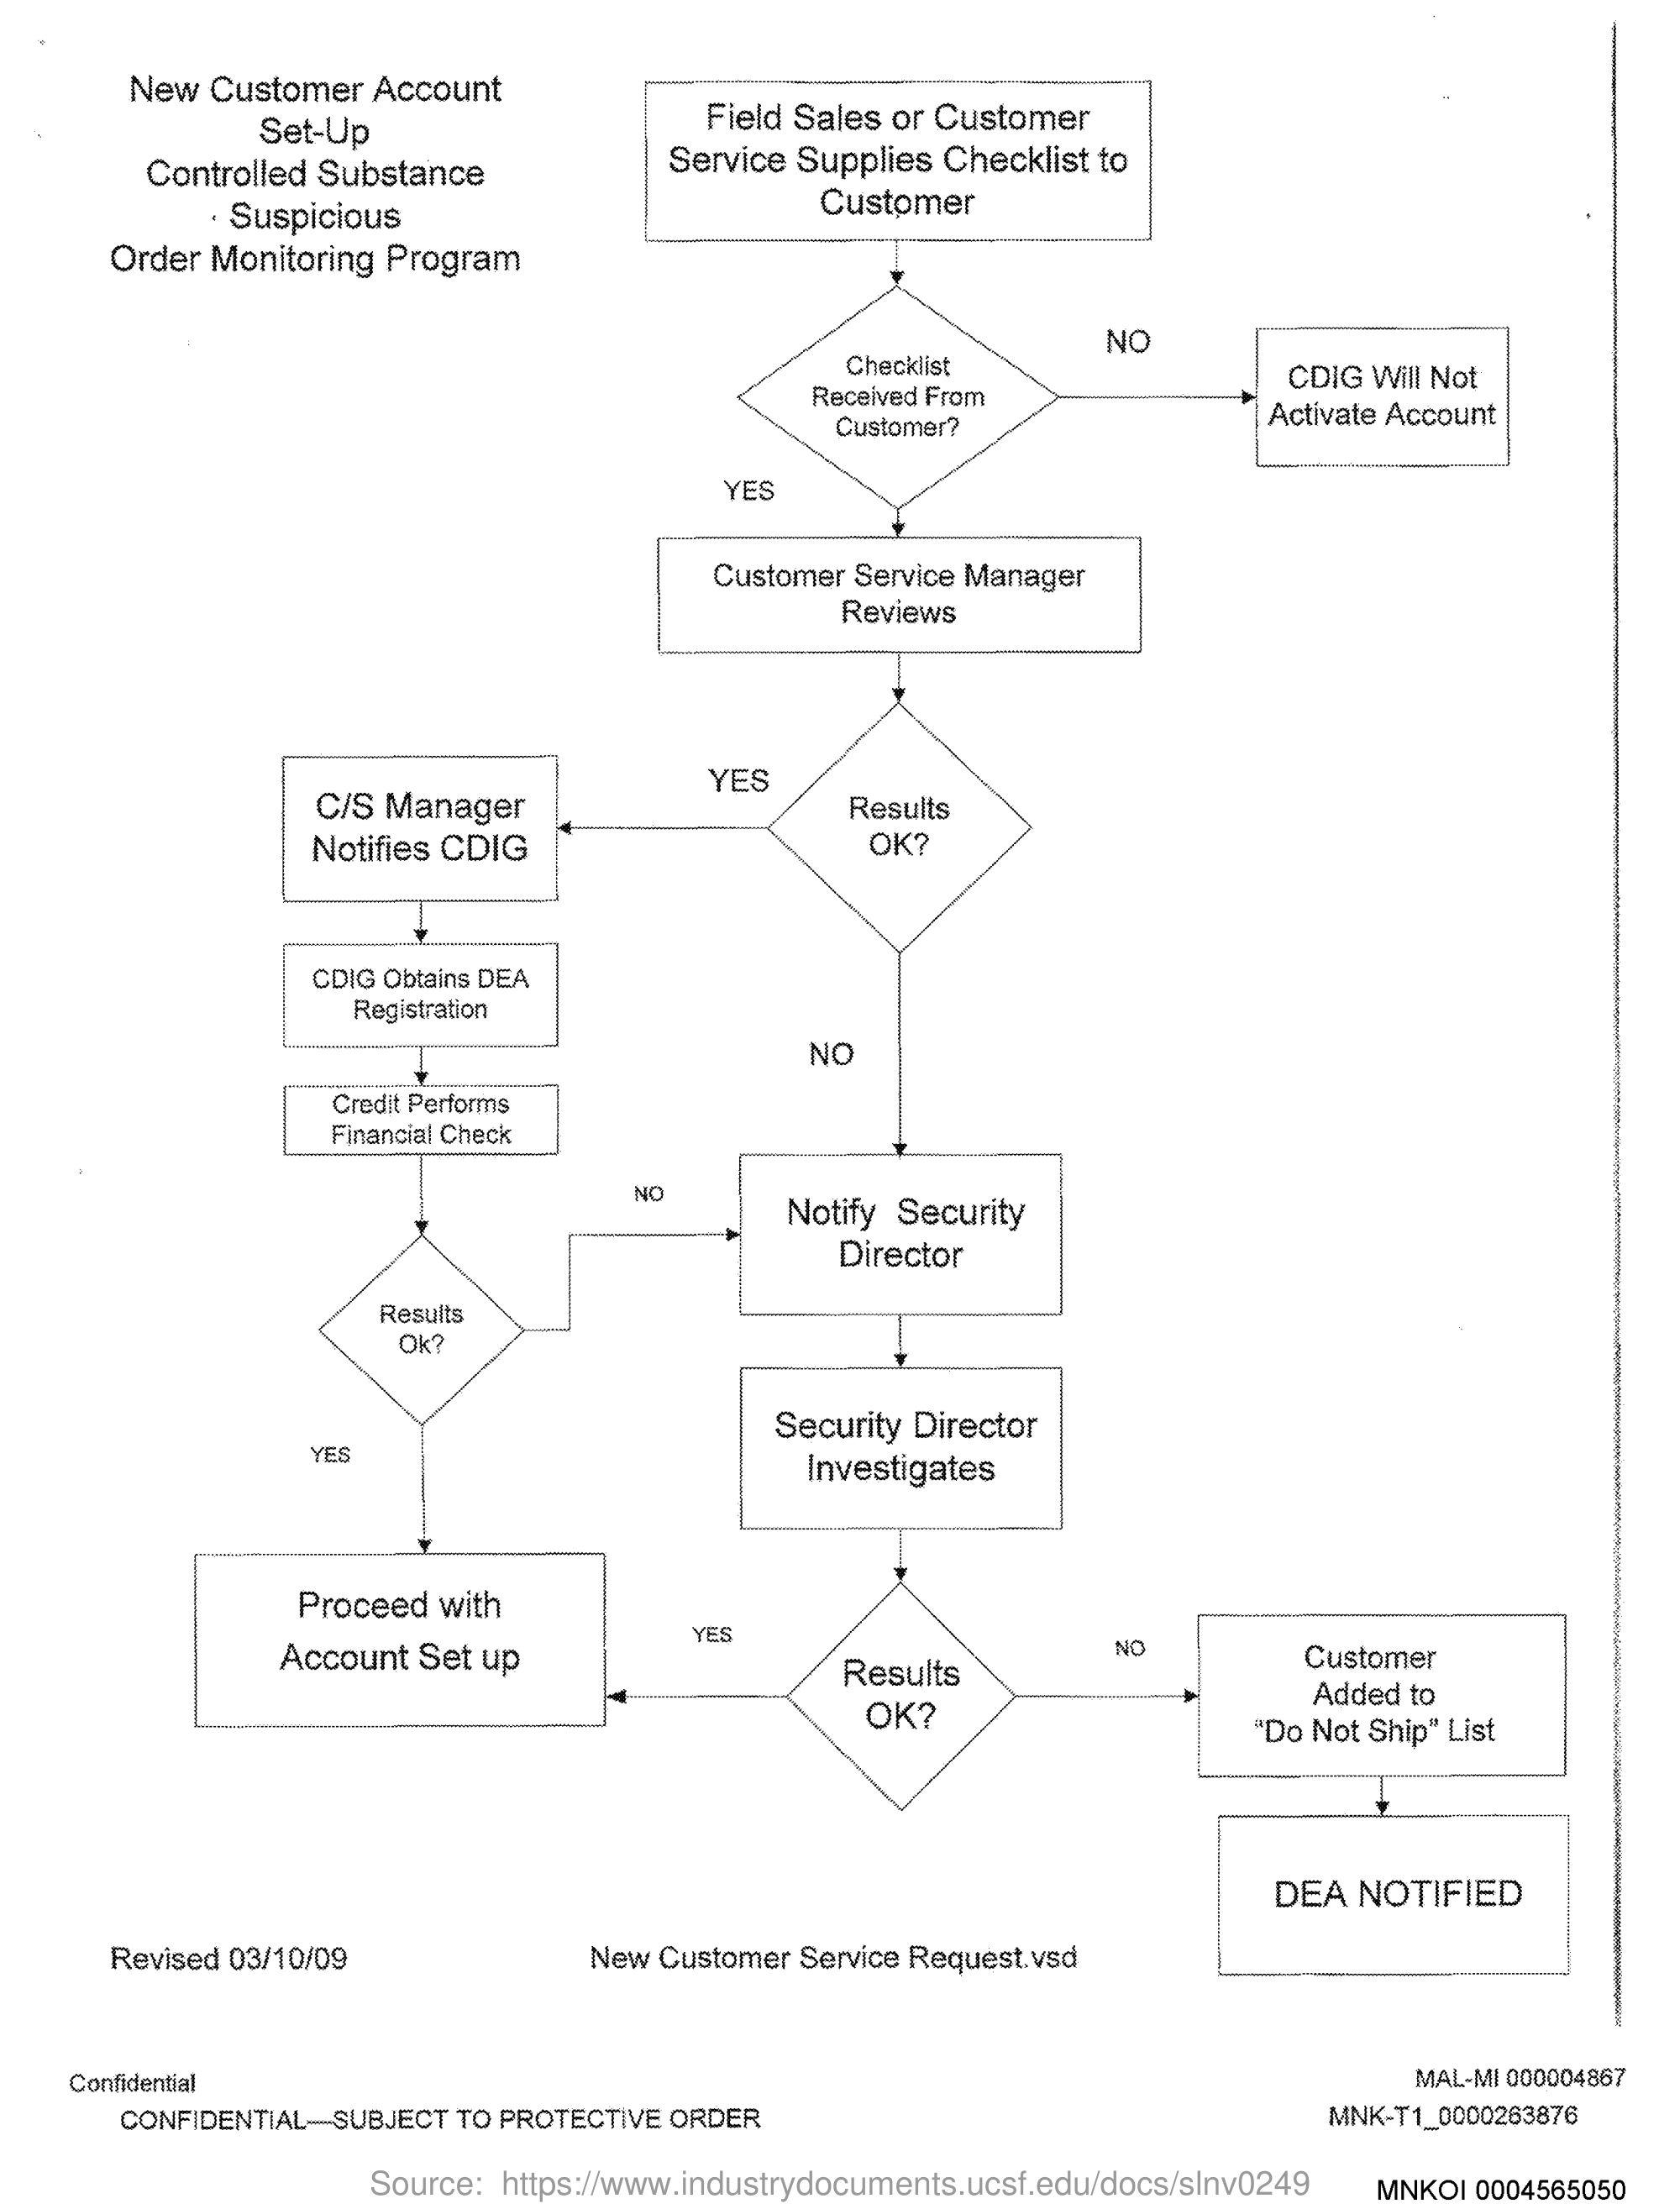 New Customer Account
Set-Up
Controlled Substance
Suspicious
Order Monitoring Program
Field Sales or Customer
Service Supplies Checklist to
Customer
Checklist
Received From
Customer?
NO
CDIG Will Not
Activate Account
YES
Customer Service Manager
Reviews
Results
OK?
YES
C/S Manager
Notifies CDIG
CDIG Obtains DEA
Registration
NO
Credit Performs
Financial Check
Results
Ok?
NO
Notify Security
Director
Security Director
Investigates
YES
Proceed with
Account Set up
Results
OK?
YES
NO
Customer
Added to
"Do Not Ship" List
DEA NOTIFIED
Revised 03/10/09
New Customer Service Request.vsd
Confidential
CONFIDENTIAL—SUBJECT TO PROTECTIVE ORDER
MAL-MI 000004867
MNK-T1_0000263876
Source: https://www.industrydocuments.ucsf.edu/docs/slnv0249
MNKOI 0004565050